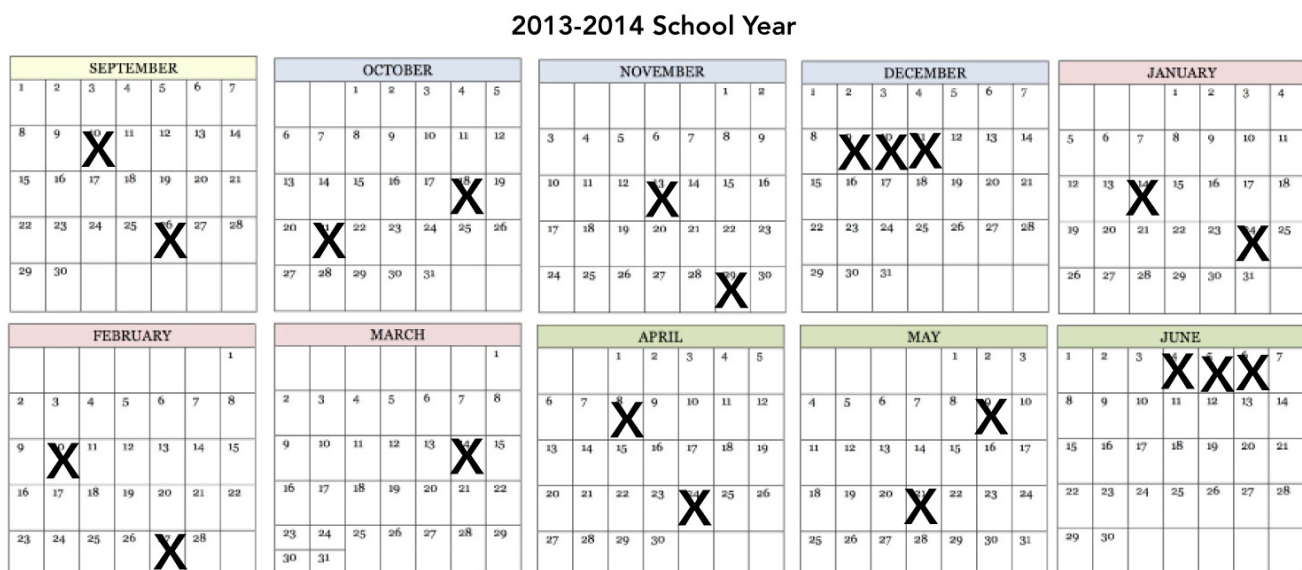 2013-2014 School Year
SEPTEMBER
1 2 3 4 5 6 7
8 9 X 11 12 13 14
15 16 17 18 19 20 21
22 23 24 25 X 27 28
29 30
OCTOBER
1 2 3 4 5
6 7 8 9 10 11 12
13 14 15 16 17 X 19
20 X 22 23 24 25 26
27 28 29 30 31
NOVEMBER
1 2
3 4 5 6 7 8 9
10 11 12 X 14 15 16
17 18 19 20 21 22 23
24 25 26 27 28 X 30
DECEMBER
1 2 3 4 5 6 7
8 X X X 12 13 14
15 16 17 18 19 20 21
22 23 24 25 26 27 28
29 30 31
JANUARY
1 2 3 4
5 6 7 8 9 10 11
12 13 X 15 16 17 18
19 20 21 22 23 X 25
26 27 28 29 30 31
FEBRUARY
1
2 3 4 5 6 7 8
9 X 11 12 13 14 15
16 17 18 19 20 21 22
23 24 25 26 X 28
MARCH
1
2 3 4 5 6 7 8
9 10 11 12 13 X 15
16 17 18 19 20 21 22
23 24 25 26 27 28 29
30 31
APRIL
1 2 3 4 5
6 7 X 9 10 11 12
13 14 15 16 17 18 19
20 21 22 23 X 25 26
27 28 29 30
MAY
1 2 3
4 5 6 7 8 X 10
11 12 13 14 15 16 17
18 19 20 X 22 23 24
25 26 27 28 29 30 31
JUNE
1 2 3 X X X 7
8 9 10 11 12 13 14
15 16 17 18 19 20 21
22 23 24 25 26 27 28
29 30